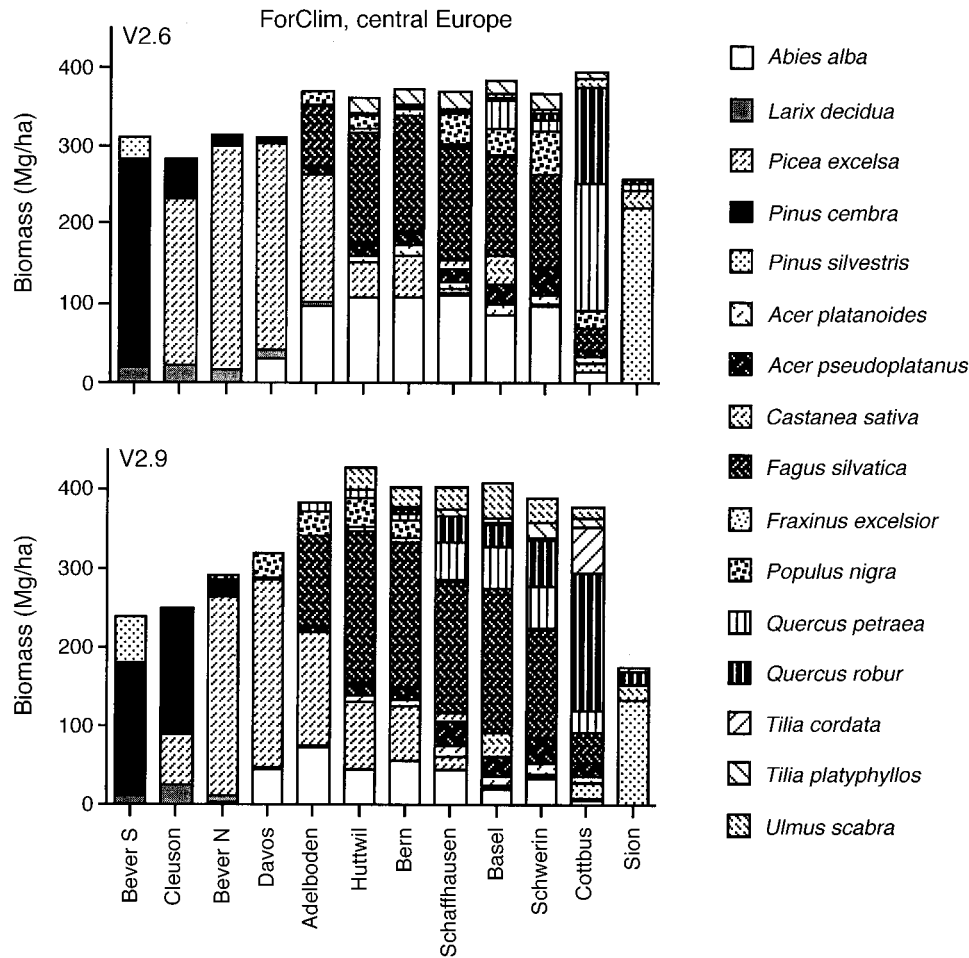 ForClim, central Europe
V2.6
Biomass (Mg/ha)
400
300
200
100
0
V2.9
Biomass (Mg/ha)
400
300
200
100
0
Bever S
Cleuson
Bever N
Davos
Adelboden
Huttwil
Bern
Schaffhausen
Basel
Schwerin
Cottbus
Sion
Abies alba
Larix decidua
Picea excelsa
Pinus cembra
Pinus silvestris
Acer platanoides
Acer pseudoplatanus
Castanea sativa
Fagus silvatica
Fraxinus excelsior
Populus nigra
Quercus petraea
Quercus robur
Tilia cordata
Tilia platyphyllos
Ulmus scabra